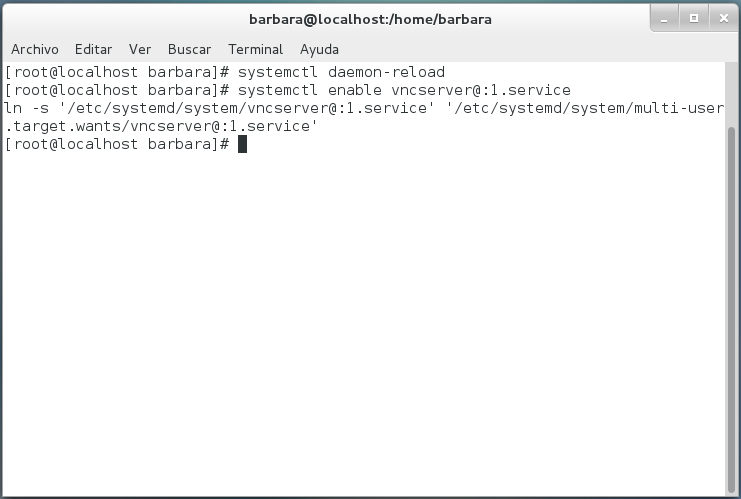 barbara@localhost:/home/barbara
Archivo Editar Ver Buscar Terminal Ayuda
[root@localhost barbara]# systemctl daemon-reload
[root@localhost barbara]# systemctl enable vncserver@:1.service
ln -s '/etc/systemd/system/vncserver@:1.service' '/etc/systemd/system/multi-user
.target.wants/vncserver@:1.service'
[root@localhost barbara]#